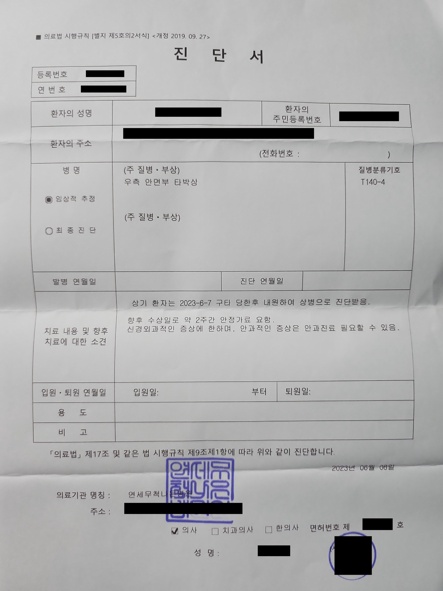 ■ 의료법 시행규칙 [별지 제5호의2서식] <개정 2019. 09. 27>
진 단 서
등록번호
연 번 호
환자의 성명
환자의
주민등록번호
환자의 주소
(전화번호 : )
병 명
(주 질병·부상)
질병분류기호
우측 안면부 타박상
T140-4
◉ 임상적 추정
(주 질병·부상)
○ 최 종 진 단
발병 연월일
진단 연월일
치료 내용 및 향후
치료에 대한 소견
상기 환자는 2023-6-7 구타 당한후 내원하여 상병으로 진단받음.
향후 수상일로 약 2주간 안정가료 요함.
신경외과적인 증상에 한하며, 안과적인 증상은 안과진료 필요할 수 있음.
입원·퇴원 연월일
입원일: 부터
퇴원일:
용 도
비 고
「의료법」 제17조 및 같은 법 시행규칙 제9조제1항에 따라 위와 같이 진단합니다
2023년 06월 08일
의료기관 명칭 : 연세무척나
주소 :
☑ 의사 □ 치과의사 □ 한의사 면허번호 제 호
성 명 :